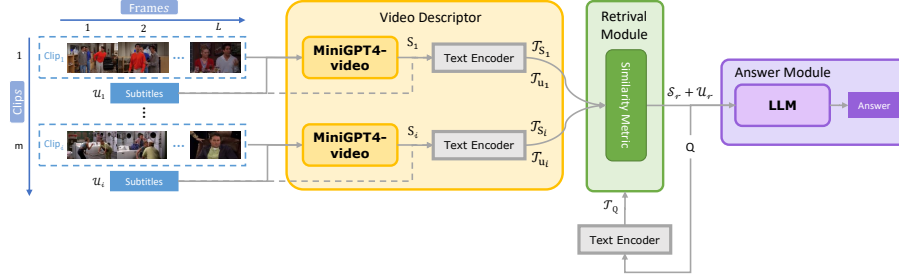 Frames
1 2 L
Video Descriptor
Retrival
Module
Clips
1
Clip1
...
MiniGPT4-
video
S1
Text Encoder
𝒯S1
𝒯u1
𝒰1
Subtitles
Similarity Metric
𝒮r + 𝒰r
Answer Module
LLM
Answer
m
Clipi
...
MiniGPT4-
video
Si
Text Encoder
𝒯Si
𝒯ui
𝒰i
Subtitles
Q
𝒯Q
Text Encoder